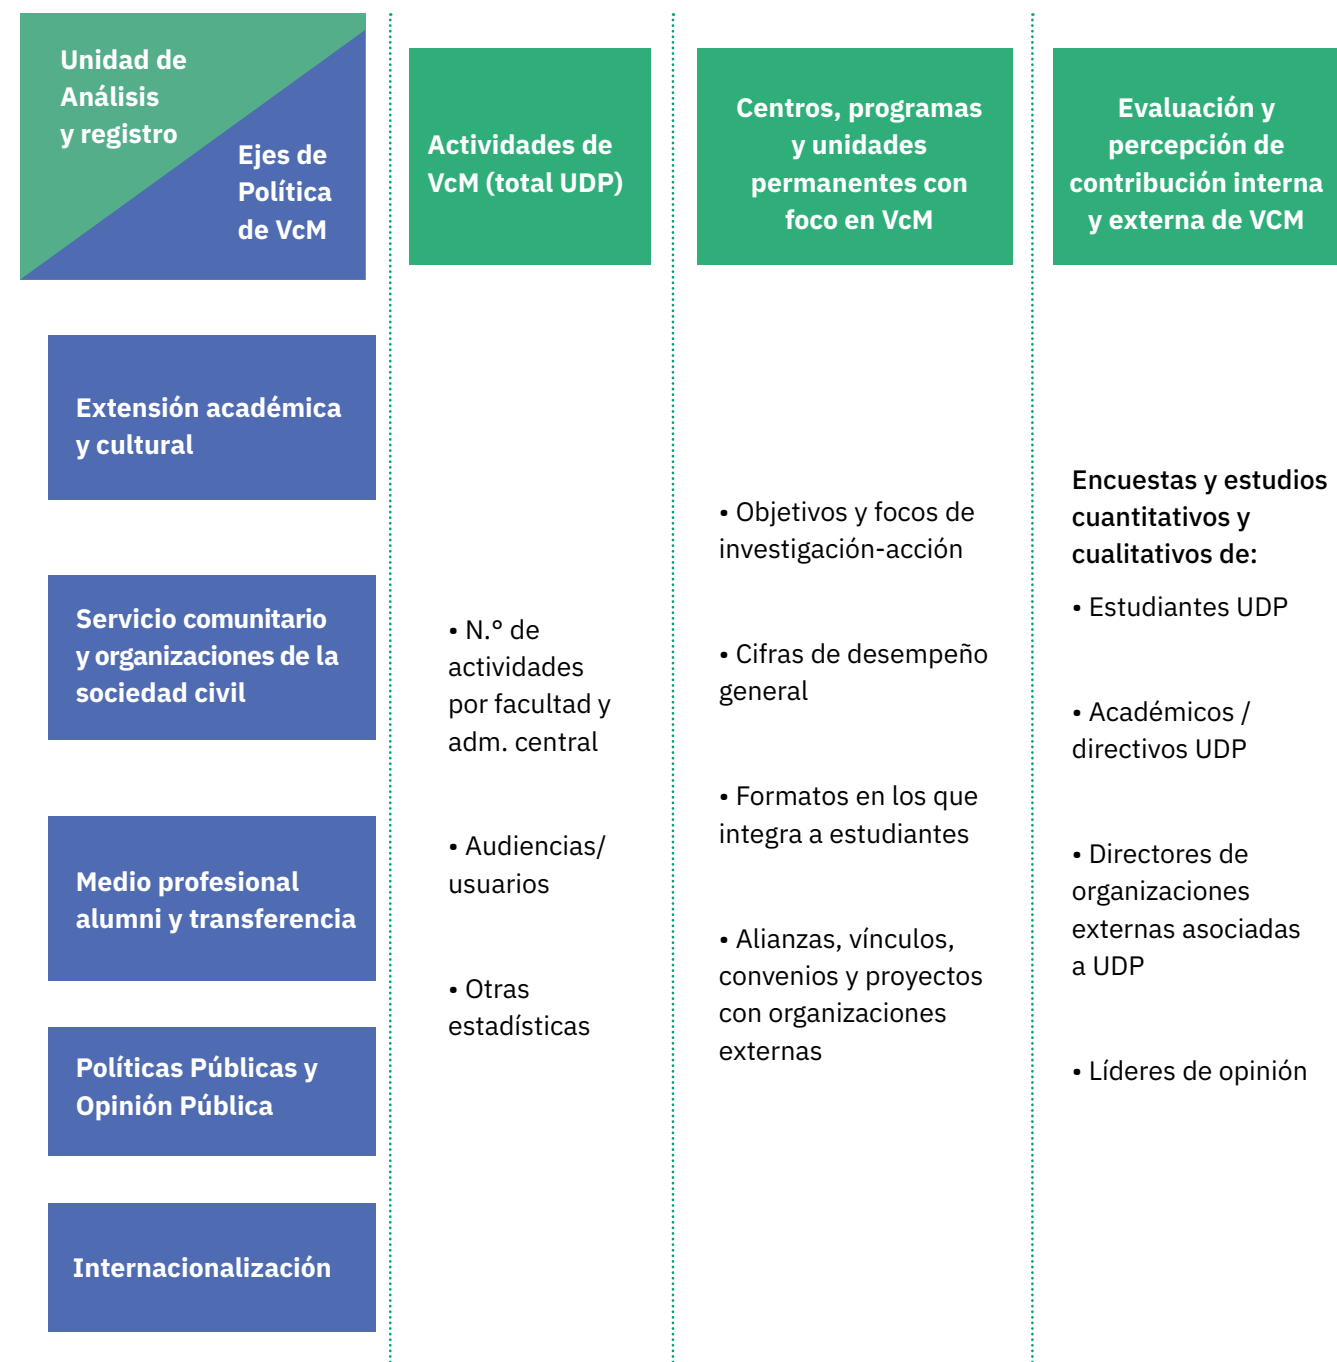 Unidad de
Análisis
y registro
Ejes de
Política
de VcM
Actividades de
VcM (total UDP)
Centros, programas
y unidades
permanentes con
foco en VcM
Evaluación y
percepción de
contribución interna
y externa de VCM
Extensión académica
y cultural
Servicio comunitario
y organizaciones de la
sociedad civil
Medio profesional
alumni y transferencia
Políticas Públicas y
Opinión Pública
Internacionalización
• N.° de
actividades
por facultad y
adm. central
• Audiencias/
usuarios
• Otras
estadísticas
• Objetivos y focos de
investigación-acción
• Cifras de desempeño
general
• Formatos en los que
integra a estudiantes
• Alianzas, vínculos,
convenios y proyectos
con organizaciones
externas
Encuestas y estudios
cuantitativos y
cualitativos de:
• Estudiantes UDP
• Académicos /
directivos UDP
• Directores de
organizaciones
externas asociadas
a UDP
• Líderes de opinión